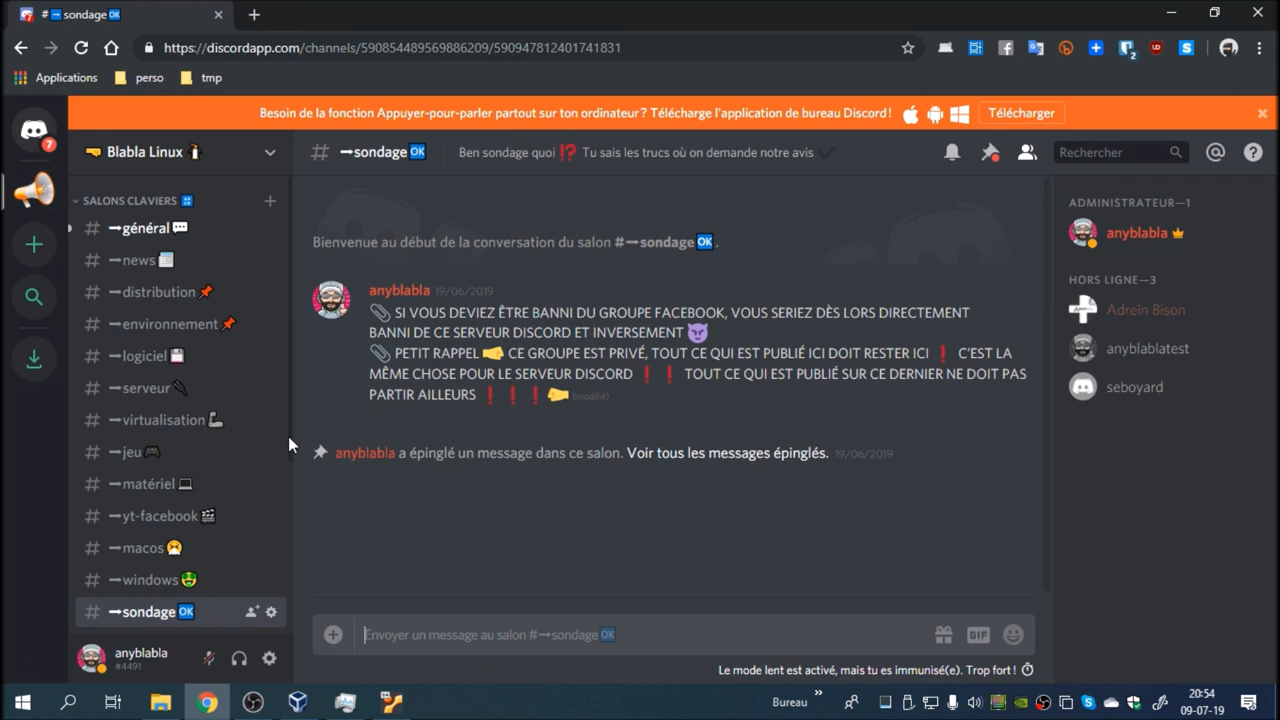 # ➞sondage🆗
https://discordapp.com/channels/590854489569886209/590947812401741831
2
Applications
perso
tmp
Besoin de la fonction Appuyer-pour-parler partout sur ton ordinateur ? Télécharge l'application de bureau Discord !
Télécharger
7
🤜 Blabla Linux 🐧
# ➞sondage🆗
Ben sondage quoi ⁉️ Tu sais les trucs où on demande notre avis ✔
Rechercher
SALONS CLAVIERS
# ➞général💬
# ➞news
# ➞distribution📌
# ➞environnement📌
# ➞logiciel💾
# ➞serveur🔌
# ➞virtualisation🦾
# ➞jeu🎮
# ➞matériel💻
# ➞yt-facebook🎬
# ➞macos🤧
# ➞windows🤑
# ➞sondage🆗
anyblabla
#4491
Bienvenue au début de la conversation du salon #➞sondage🆗.
anyblabla 19/06/2019
📎 SI VOUS DEVIEZ ÊTRE BANNI DU GROUPE FACEBOOK, VOUS SERIEZ DÈS LORS DIRECTEMENT
BANNI DE CE SERVEUR DISCORD ET INVERSEMENT 😈
📎 PETIT RAPPEL 🤜 CE GROUPE EST PRIVÉ, TOUT CE QUI EST PUBLIÉ ICI DOIT RESTER ICI ❗ C'EST LA
MÊME CHOSE POUR LE SERVEUR DISCORD ❗ ❗ TOUT CE QUI EST PUBLIÉ SUR CE DERNIER NE DOIT PAS
PARTIR AILLEURS ❗ ❗ ❗🤛 (modifié)
anyblabla a épinglé un message dans ce salon. Voir tous les messages épinglés. 19/06/2019
Envoyer un message au salon #➞sondage🆗
GIF
Le mode lent est activé, mais tu es immunisé(e). Trop fort !
ADMINISTRATEUR—1
anyblabla
HORS LIGNE—3
Adreïn Bison
anyblablatest
seboyard
Bureau
20:54
09-07-19